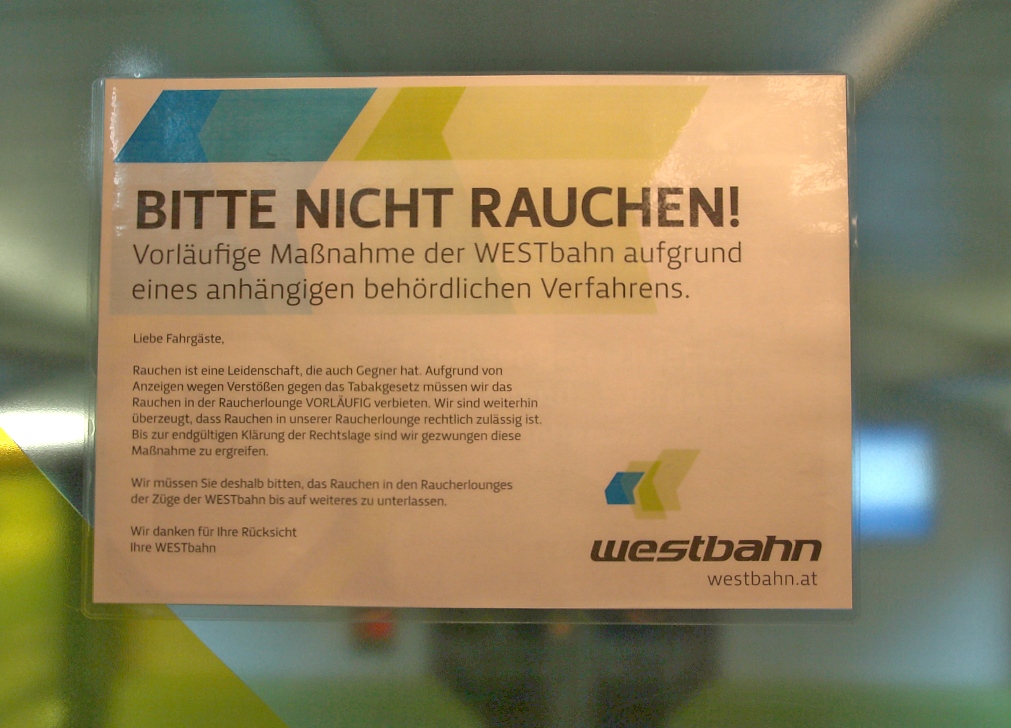 BITTE NICHT RAUCHEN!
Vorläufige Maßnahme der WESTbahn aufgrund
eines anhängigen behördlichen Verfahrens.
Liebe Fahrgäste,
Rauchen ist eine Leidenschaft, die auch Gegner hat. Aufgrund von
Anzeigen wegen Verstößen gegen das Tabakgesetz müssen wir das
Rauchen in der Raucherlounge VORLÄUFIG verbieten. Wir sind weiterhin
überzeugt, dass Rauchen in unserer Raucherlounge rechtlich zulässig ist.
Bis zur endgültigen Klärung der Rechtslage sind wir gezwungen diese
Maßnahme zu ergreifen.
Wir müssen Sie deshalb bitten, das Rauchen in den Raucherlounges
der Züge der WESTbahn bis auf weiteres zu unterlassen.
Wir danken für Ihre Rücksicht
Ihre WESTbahn
westbahn
westbahn.at